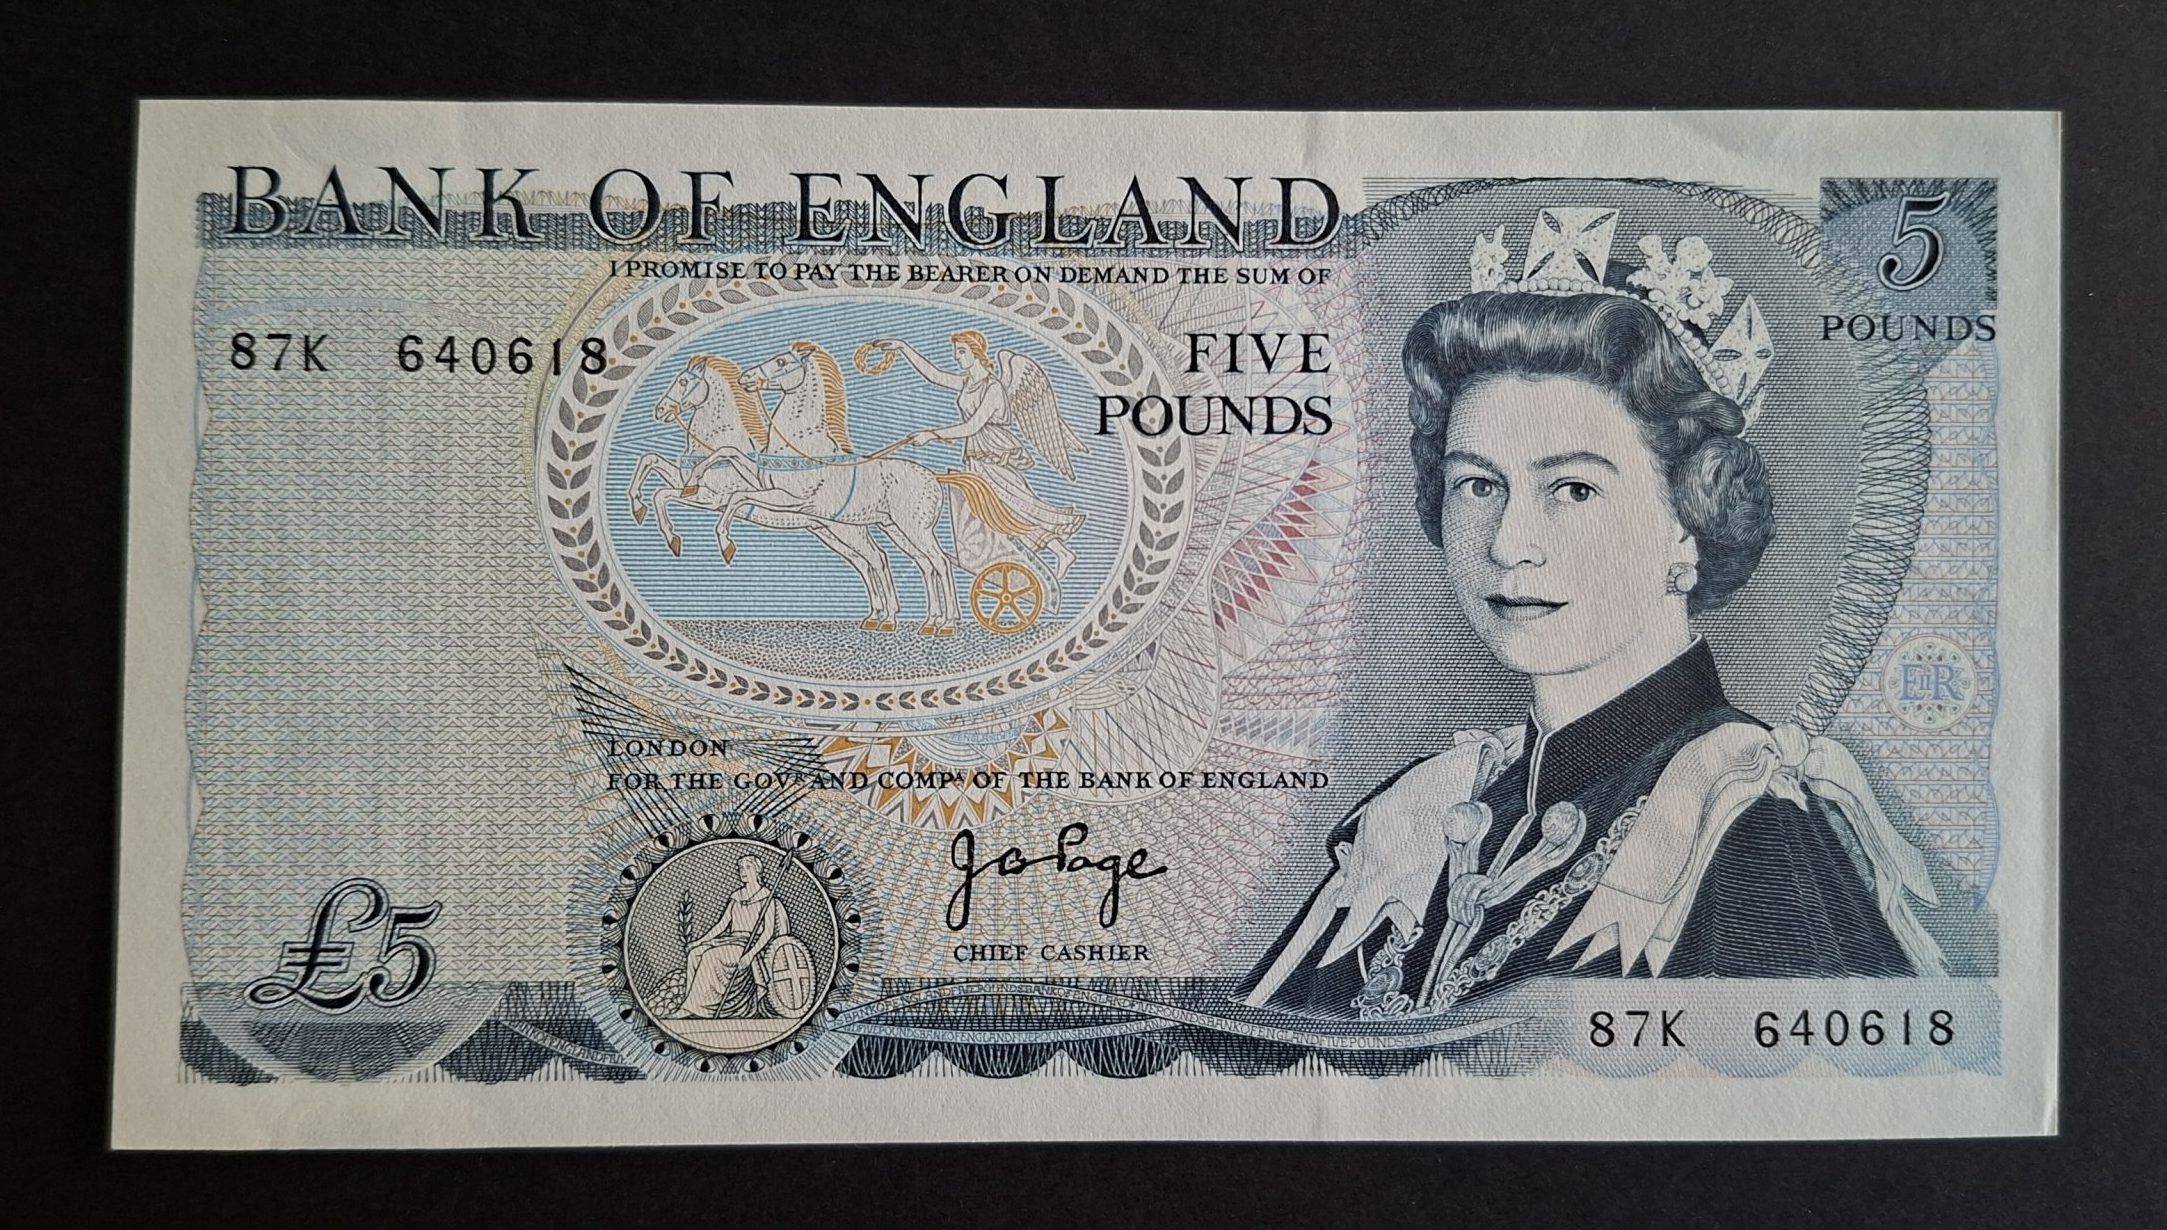 BANK OF ENGLAND
5
POUNDS
I PROMISE TO PAY THE BEARER ON DEMAND THE SUM OF
87K 640618
FIVE
POUNDS
EIIR
LONDON
FOR THE GOVR AND COMPA OF THE BANK OF ENGLAND
J B Page
CHIEF CASHIER
£5
87K 640618